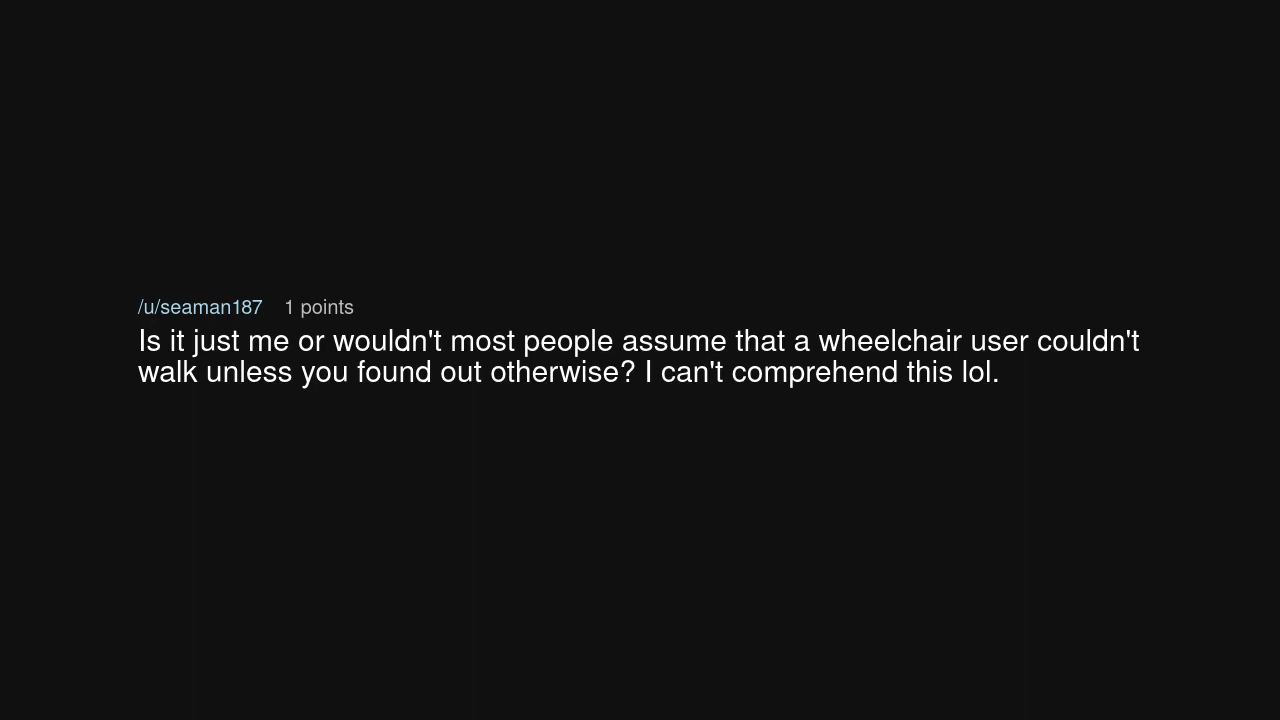 /u/seaman187 1 points
Is it just me or wouldn't most people assume that a wheelchair user couldn't
walk unless you found out otherwise? I can't comprehend this lol.